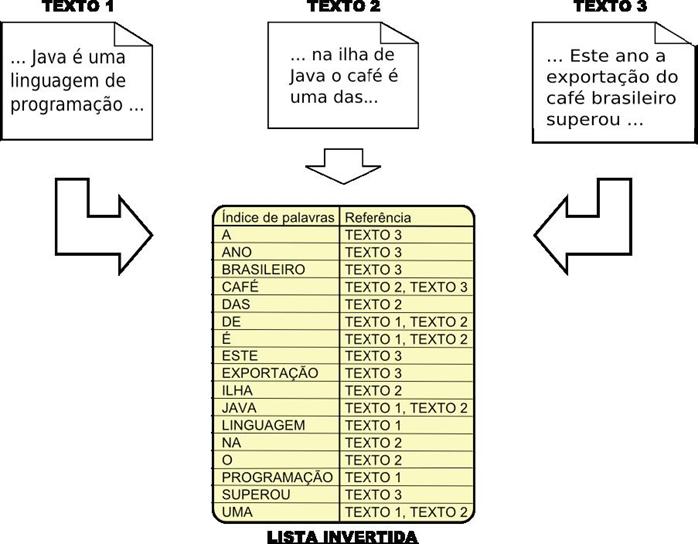 TEXTO 1
... Java é uma
linguagem de
programação ...
TEXTO 2
... na ilha de
Java o café é
uma das...
TEXTO 3
... Este ano a
exportação do
café brasileiro
superou ...
Índice de palavras Referência
A TEXTO 3
ANO TEXTO 3
BRASILEIRO TEXTO 3
CAFÉ TEXTO 2, TEXTO 3
DAS TEXTO 2
DE TEXTO 1, TEXTO 2
É TEXTO 1, TEXTO 2
ESTE TEXTO 3
EXPORTAÇÃO TEXTO 3
ILHA TEXTO 2
JAVA TEXTO 1, TEXTO 2
LINGUAGEM TEXTO 1
NA TEXTO 2
O TEXTO 2
PROGRAMAÇÃO TEXTO 1
SUPEROU TEXTO 3
UMA TEXTO 1, TEXTO 2
LISTA INVERTIDA